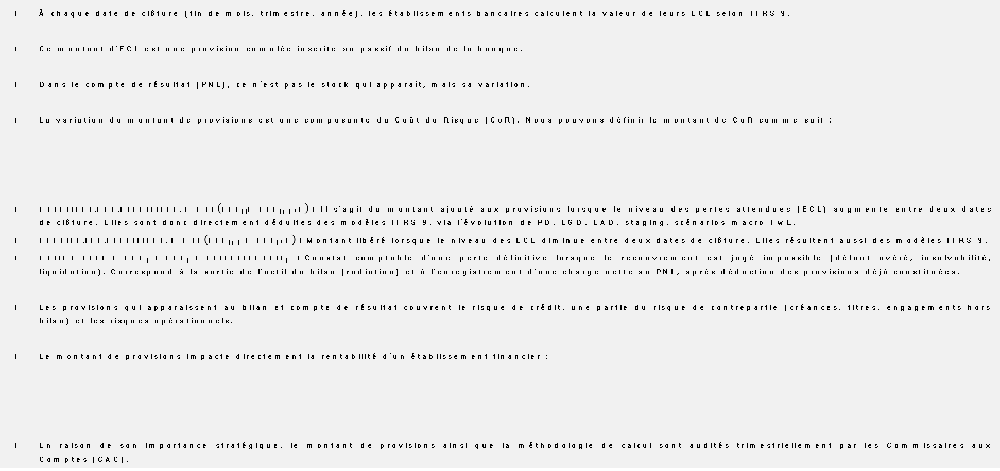 À chaque date de clôture (fin de mois, trimestre, année), les établissements bancaires calculent la valeur de leurs ECL selon IFRS 9.
Ce montant d´ECL est une provision cumulée inscrite au passif du bilan de la banque.
Dans le compte de résultat (PNL), ce n´est pas le stock qui apparaît, mais sa variation.
La variation du montant de provisions est une composante du Coût du Risque (CoR). Nous pouvons définir le montant de CoR comme suit :
Il s´agit du montant ajouté aux provisions lorsque le niveau des pertes attendues (ECL) augmente entre deux dates
de clôture. Elles sont donc directement déduites des modèles IFRS 9, via l´évolution de PD, LGD, EAD, staging, scénarios macro FwL.
Montant libéré lorsque le niveau des ECL diminue entre deux dates de clôture. Elles résultent aussi des modèles IFRS 9.
Constat comptable d´une perte définitive lorsque le recouvrement est jugé impossible (défaut avéré, insolvabilité,
liquidation). Correspond à la sortie de l´actif du bilan (radiation) et à l´enregistrement d´une charge nette au PNL, après déduction des provisions déjà constituées.
Les provisions qui apparaissent au bilan et compte de résultat couvrent le risque de crédit, une partie du risque de contrepartie (créances, titres, engagements hors
bilan) et les risques opérationnels.
Le montant de provisions impacte directement la rentabilité d´un établissement financier :
En raison de son importance stratégique, le montant de provisions ainsi que la méthodologie de calcul sont audités trimestriellement par les Commissaires aux
Comptes (CAC).